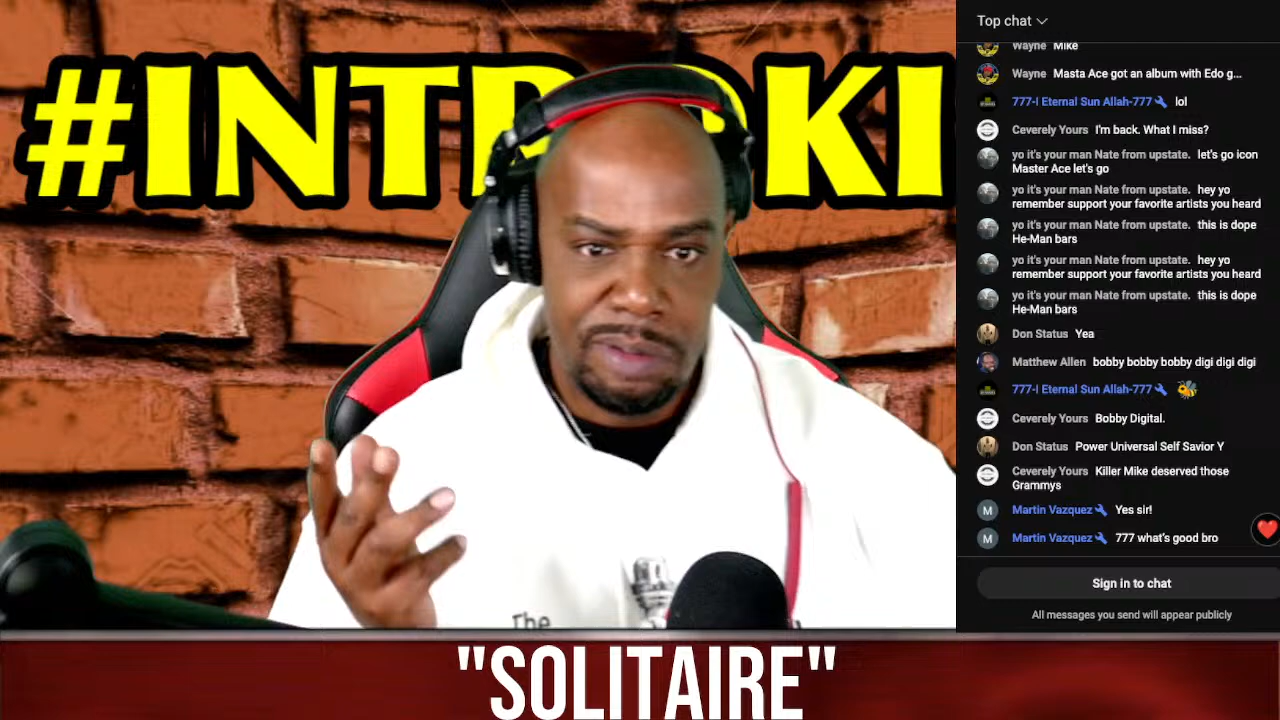 #INTR KI
Top chat
Wayne Mike
Wayne Masta Ace got an album with Edo g...
777-I Eternal Sun Allah-777 lol
Ceverely Yours I'm back. What I miss?
yo it's your man Nate from upstate. let's go icon
Master Ace let's go
yo it's your man Nate from upstate. hey yo
remember support your favorite artists you heard
yo it's your man Nate from upstate. this is dope
He-Man bars
yo it's your man Nate from upstate. hey yo
remember support your favorite artists you heard
yo it's your man Nate from upstate. this is dope
He-Man bars
Don Status Yea
Matthew Allen bobby bobby bobby digi digi digi
777-I Eternal Sun Allah-777 🐝
Ceverely Yours Bobby Digital.
Don Status Power Universal Self Savior Y
Ceverely Yours Killer Mike deserved those
Grammys
M Martin Vazquez Yes sir!
M Martin Vazquez 777 what's good bro
Sign in to chat
All messages you send will appear publicly
The
"SOLITAIRE"